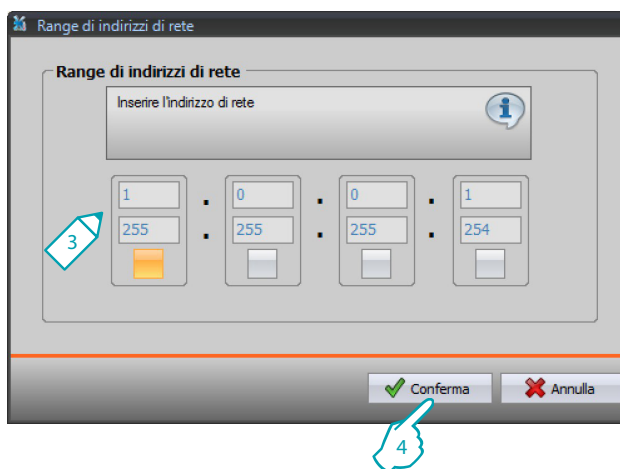 Range di indirizzi di rete
Range di indirizzi di rete
Inserire l'indirizzo di rete
1 . 0 . 0 . 1
255 . 255 . 255 . 254
3
Conferma Annulla
4